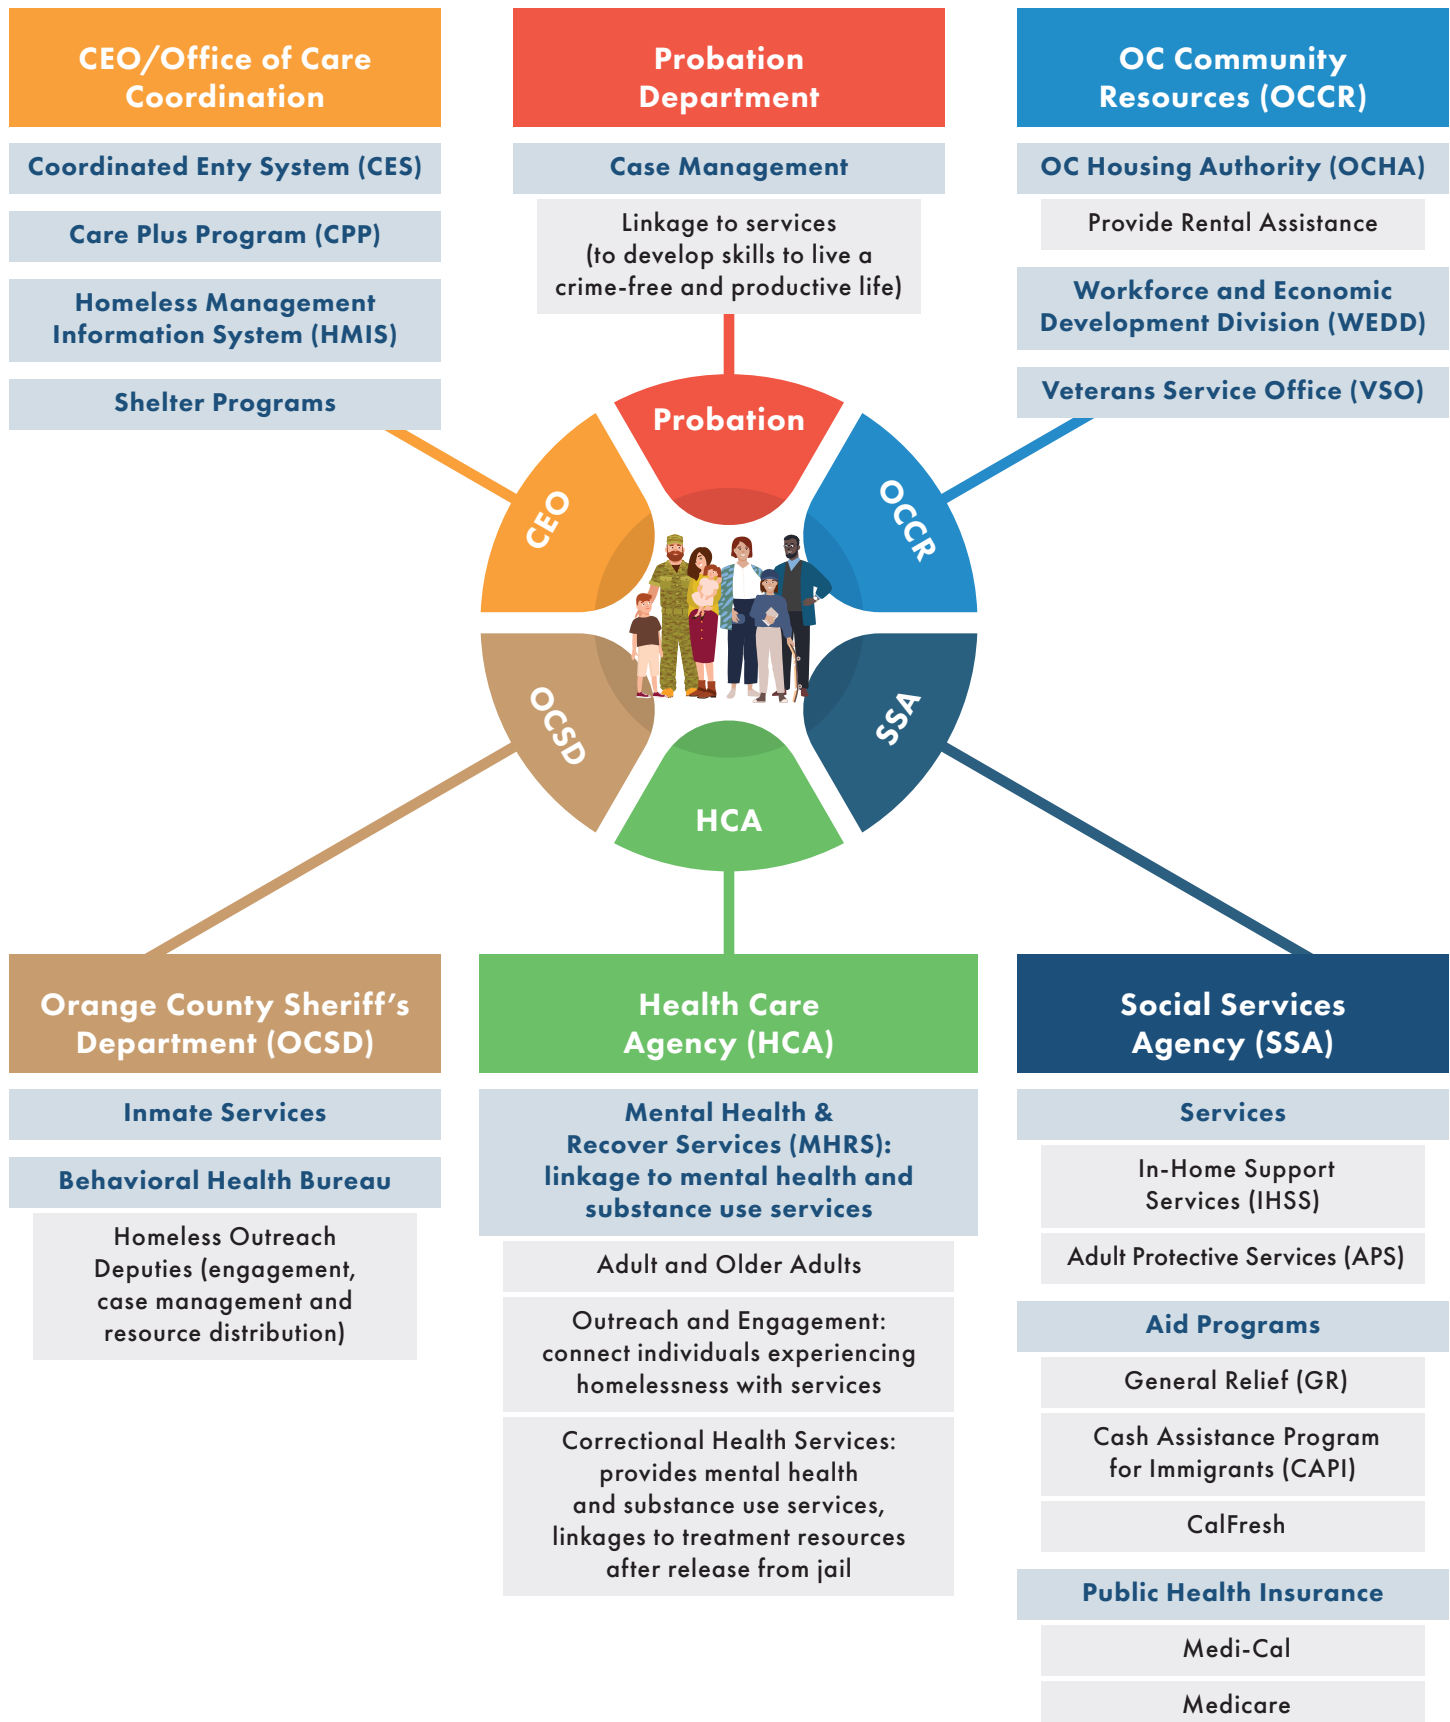 CEO/Office of Care
Coordination
Coordinated Enty System (CES)
Care Plus Program (CPP)
Homeless Management
Information System (HMIS)
Shelter Programs
Probation
Department
Case Management
Linkage to services
(to develop skills to live a
crime-free and productive life)
OC Community
Resources (OCCR)
OC Housing Authority (OCHA)
Provide Rental Assistance
Workforce and Economic
Development Division (WEDD)
Veterans Service Office (VSO)
Probation
CEO
OCCR
OCSD
SSA
HCA
Orange County Sheriff's
Department (OCSD)
Inmate Services
Behavioral Health Bureau
Homeless Outreach
Deputies (engagement,
case management and
resource distribution)
Health Care
Agency (HCA)
Mental Health &
Recover Services (MHRS):
linkage to mental health and
substance use services
Adult and Older Adults
Outreach and Engagement:
connect individuals experiencing
homelessness with services
Correctional Health Services:
provides mental health
and substance use services,
linkages to treatment resources
after release from jail
Social Services
Agency (SSA)
Services
In-Home Support
Services (IHSS)
Adult Protective Services (APS)
Aid Programs
General Relief (GR)
Cash Assistance Program
for Immigrants (CAPI)
CalFresh
Public Health Insurance
Medi-Cal
Medicare